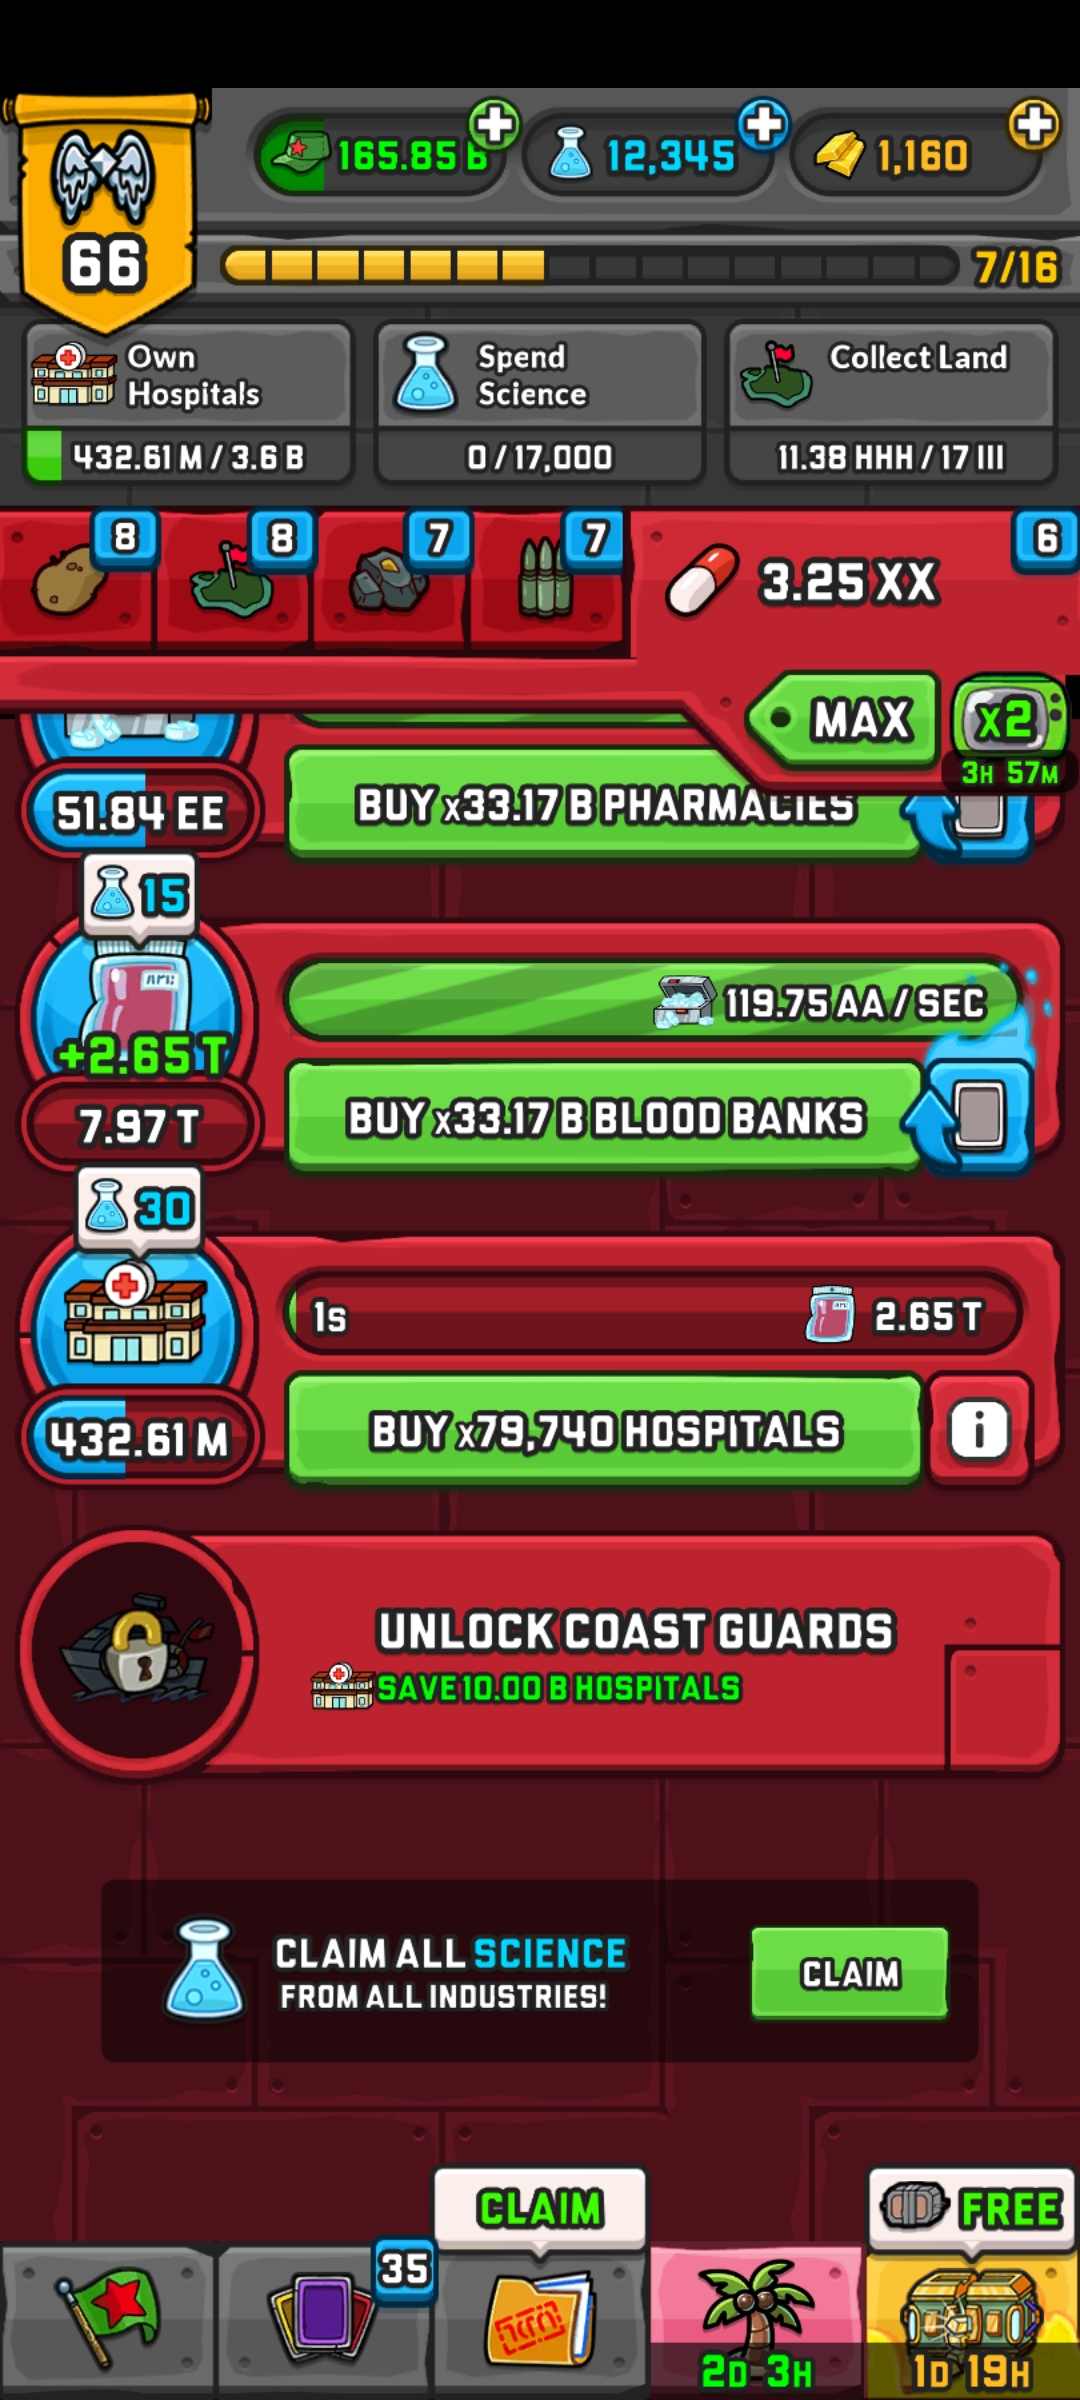 165.85 B
12,345
1,160
66
7/16
Own
Hospitals
432.61 M / 3.6 B
Spend
Science
0 / 17,000
Collect Land
11.38 HHH / 17 III
8
8
7
7
6
3.25 XX
MAX
x2
3H 57M
51.84 EE
BUY x33.17 B PHARMACIES
15
119.75 AA / SEC
+2.65 T
7.97 T
BUY x33.17 B BLOOD BANKS
30
1s
2.65 T
432.61 M
BUY x79,740 HOSPITALS
i
UNLOCK COAST GUARDS
SAVE 10.00 B HOSPITALS
CLAIM ALL SCIENCE
FROM ALL INDUSTRIES!
CLAIM
CLAIM
FREE
35
2D 3H
1D 19H